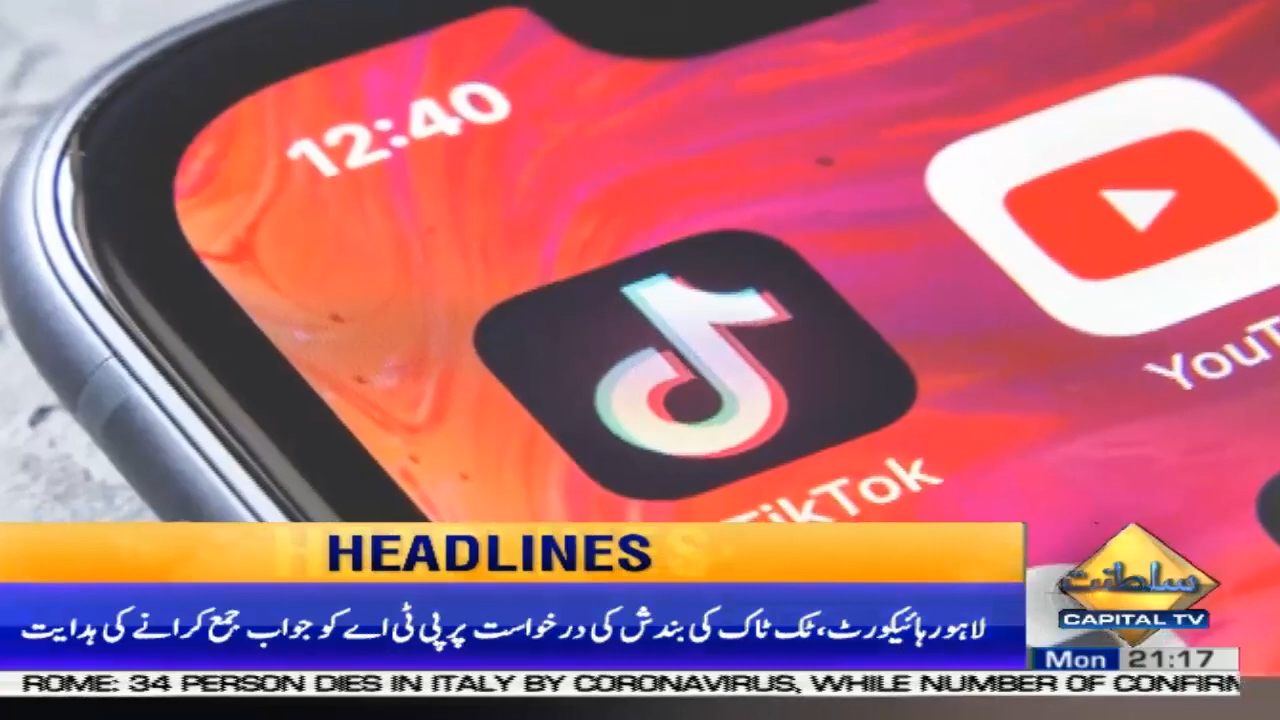 12:40
YouT
TikTok
HEADLINES
لاہور ہائیکورٹ، ٹک ٹاک کی بندش کی درخواست پر پی ٹی اے کو جواب جمع کرانے کی ہدایت
سلطنت
CAPITAL TV
Mon 21:17
ROME: 34 PERSON DIES IN ITALY BY CORONAVIRUS, WHILE NUMBER OF CONFIRM